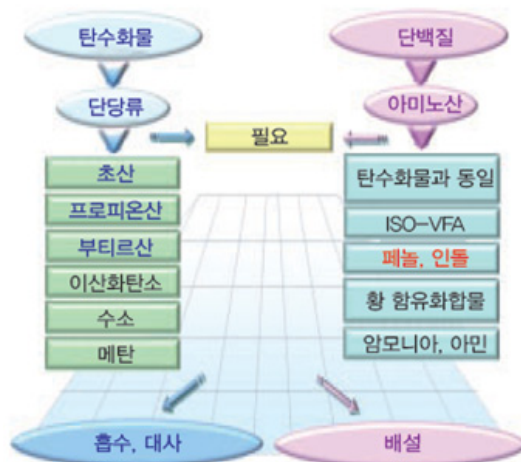 탄수화물
단백질
단당류
아미노산
필요
초산
프로피온산
부티르산
이산화탄소
수소
메탄
탄수화물과 동일
ISO-VFA
페놀, 인돌
황 함유화합물
암모니아, 아민
흡수, 대사
배설